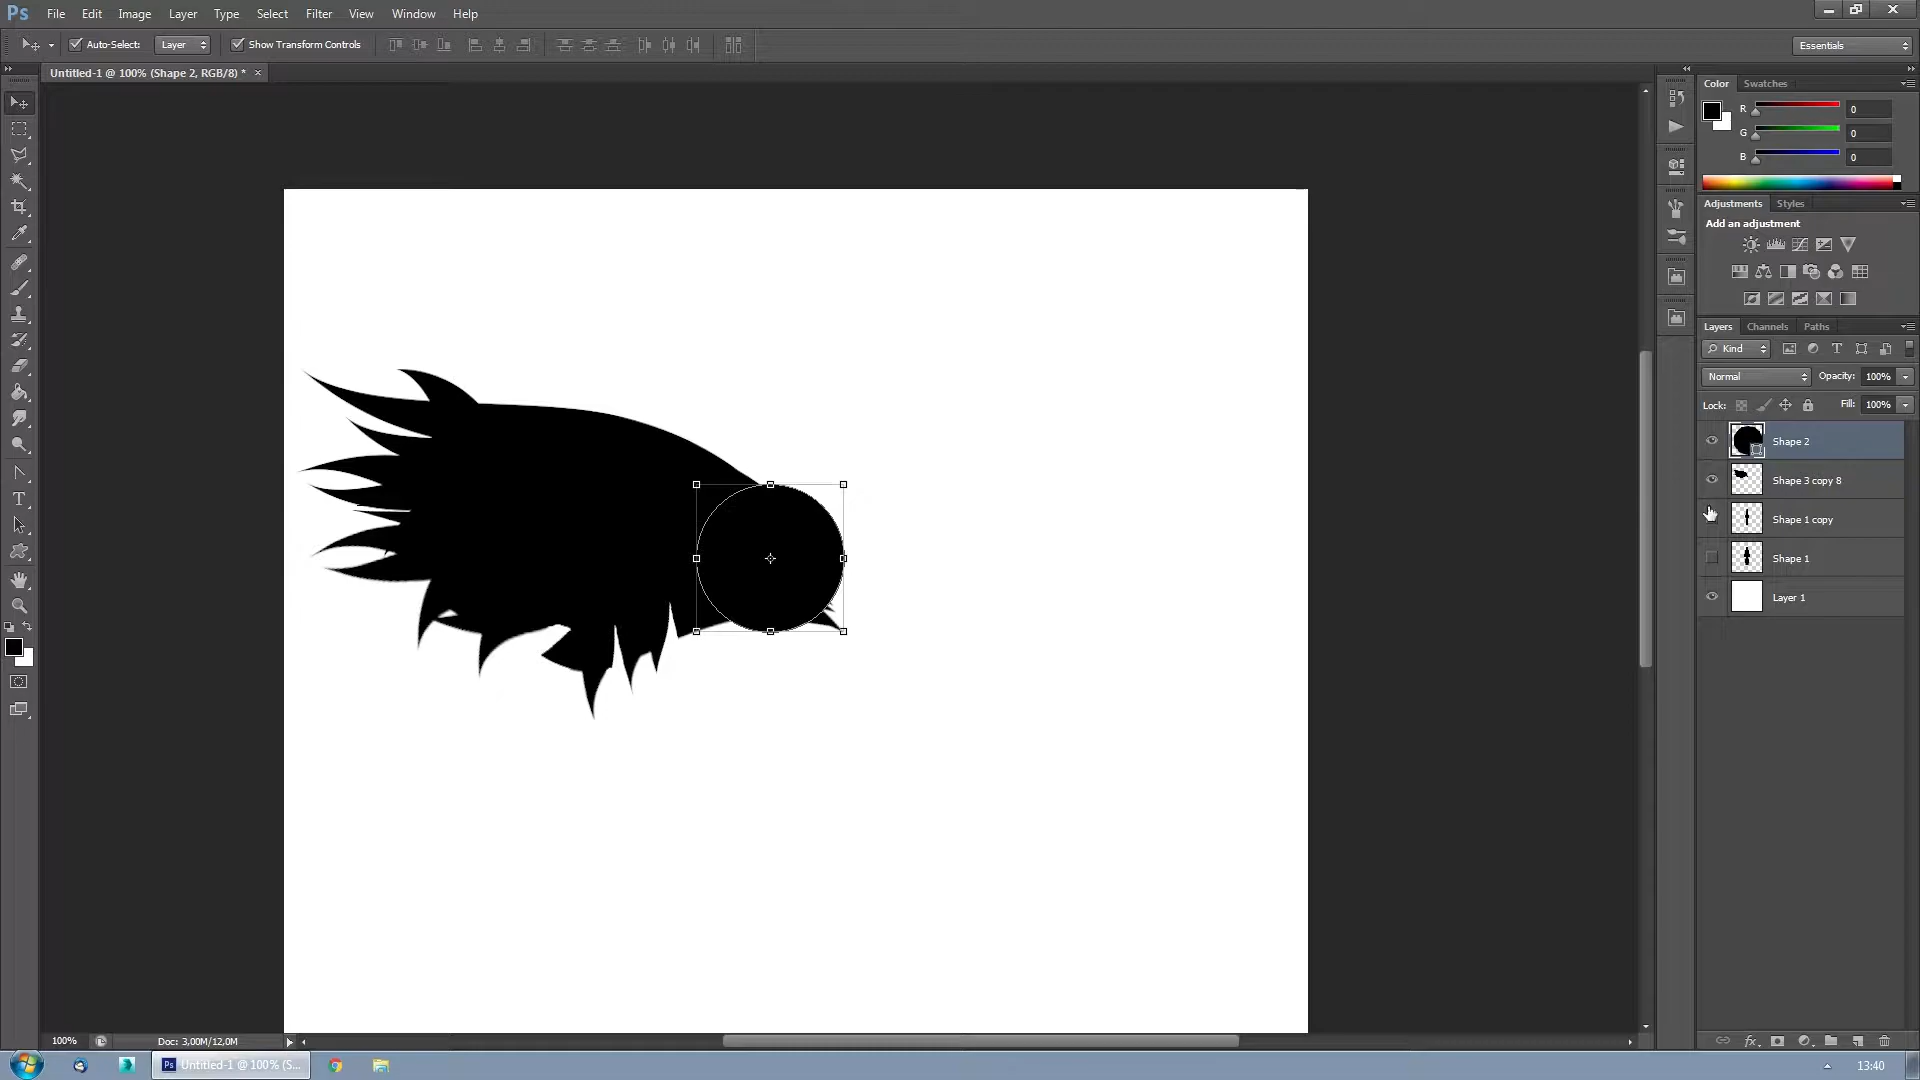 Ps File Edit Image Layer Type Select Filter View Window Help
Auto-Select: Layer Show Transform Controls Essentials
Untitled-1 @ 100% (Shape 2, RGB/8) * ×
Color Swatches
R 0
G 0
B 0
Adjustments Styles
Add an adjustment
Layers Channels Paths
Kind
Normal Opacity: 100%
Lock: Fill: 100%
Shape 2
Shape 3 copy 8
Shape 1 copy
Shape 1
Layer 1
100% Doc: 3,00M/12,0M
fx
Ps Untitled-1 @ 100% (S...
13:40